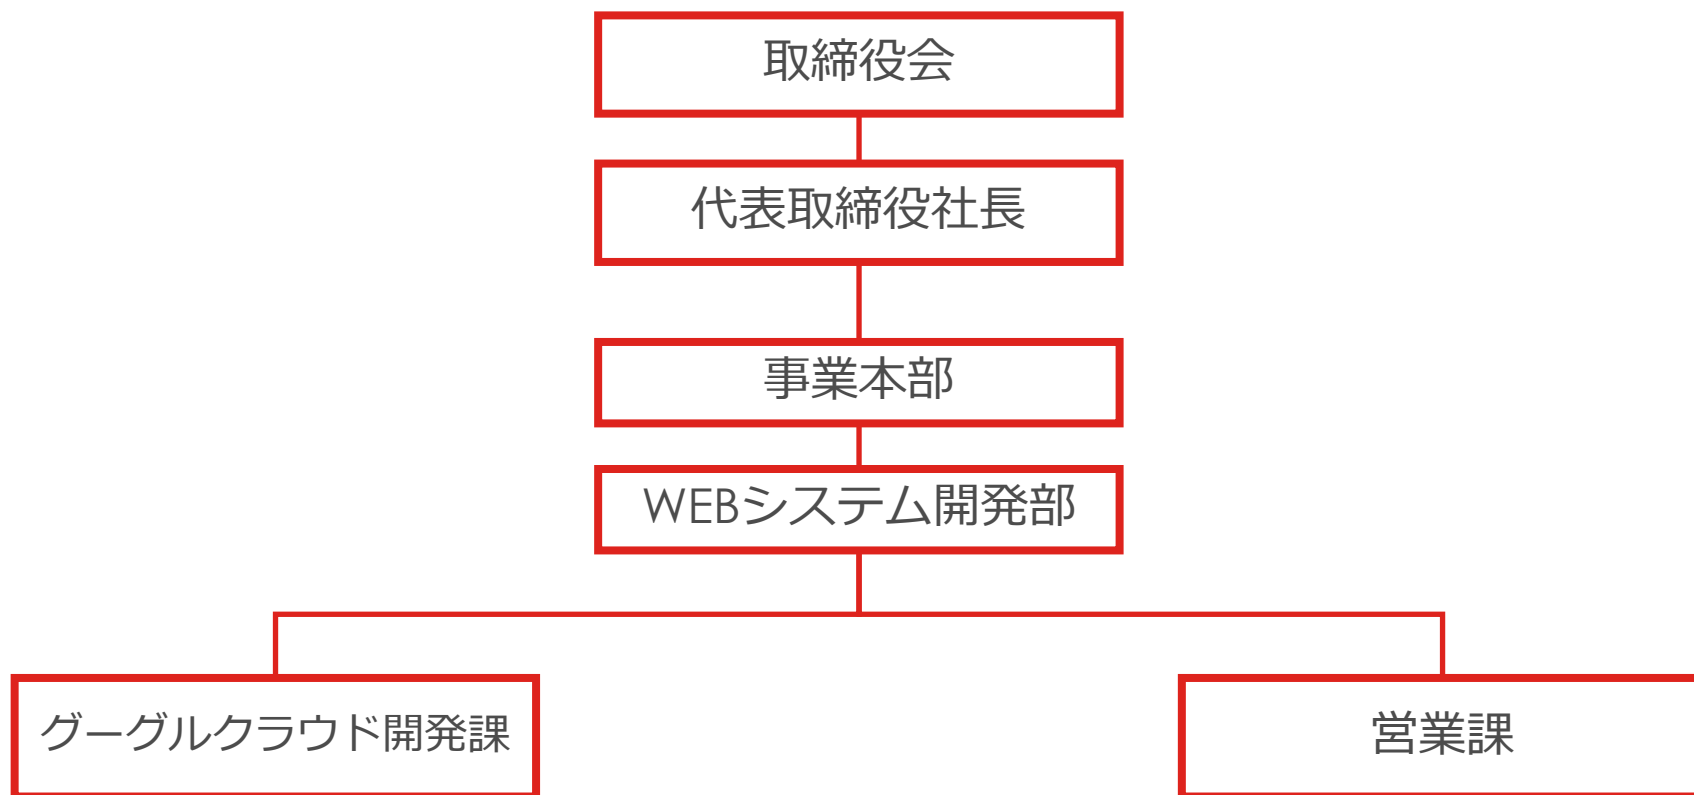 取締役会
代表取締役社長
事業本部
WEBシステム開発部
グーグルクラウド開発課
営業課